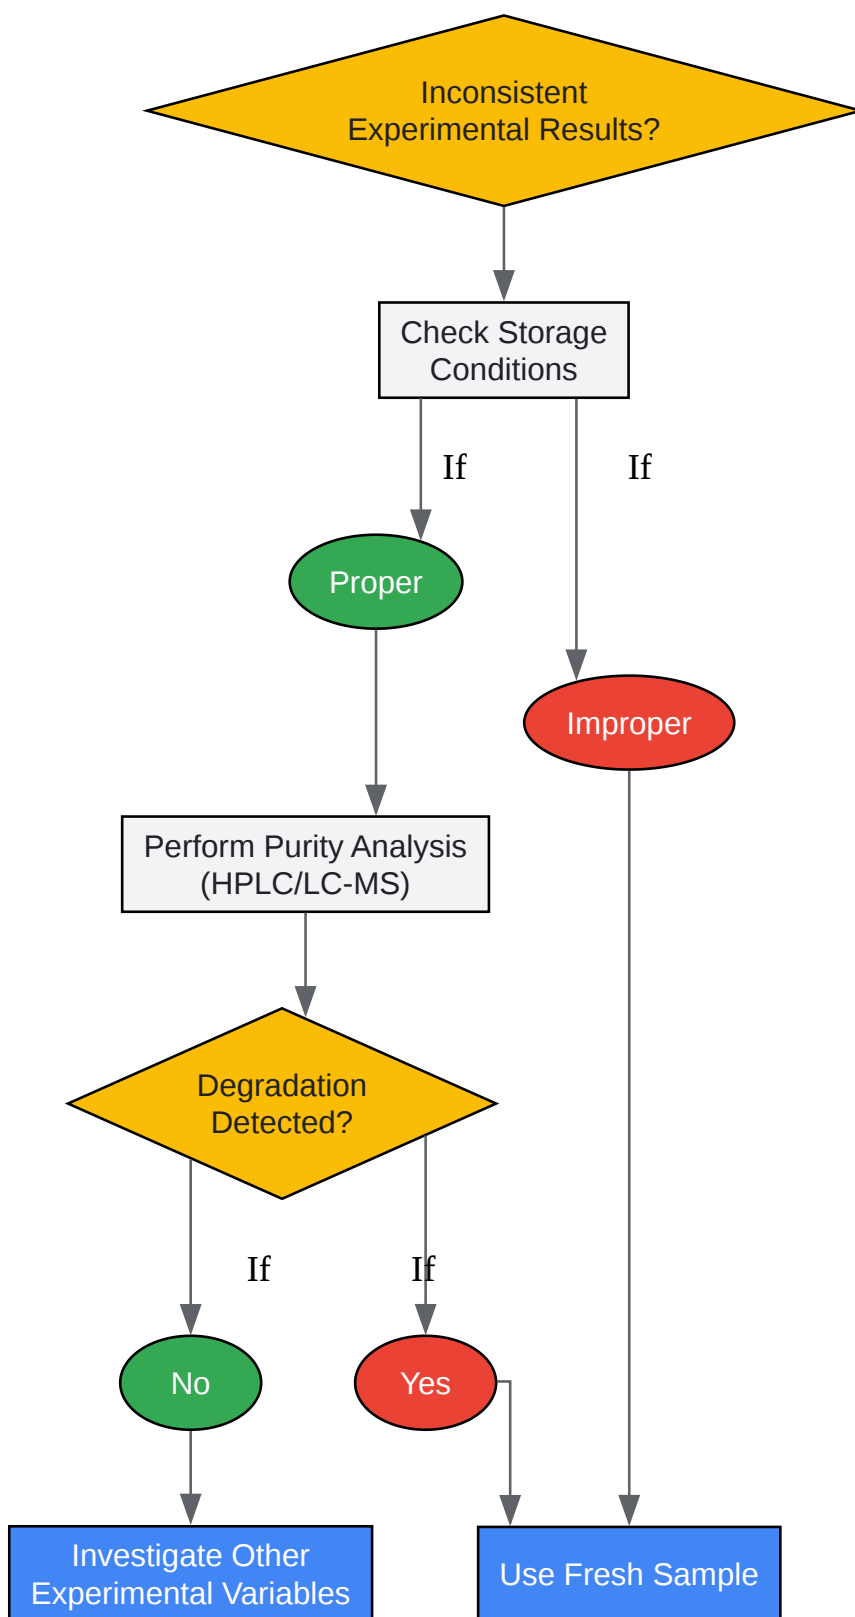 Inconsistent
Experimental Results?
Check Storage
Conditions
If
If
Proper
Improper
Perform Purity Analysis
(HPLC/LC-MS)
Degradation
Detected?
If
If
No
Yes
Investigate Other
Experimental Variables
Use Fresh Sample